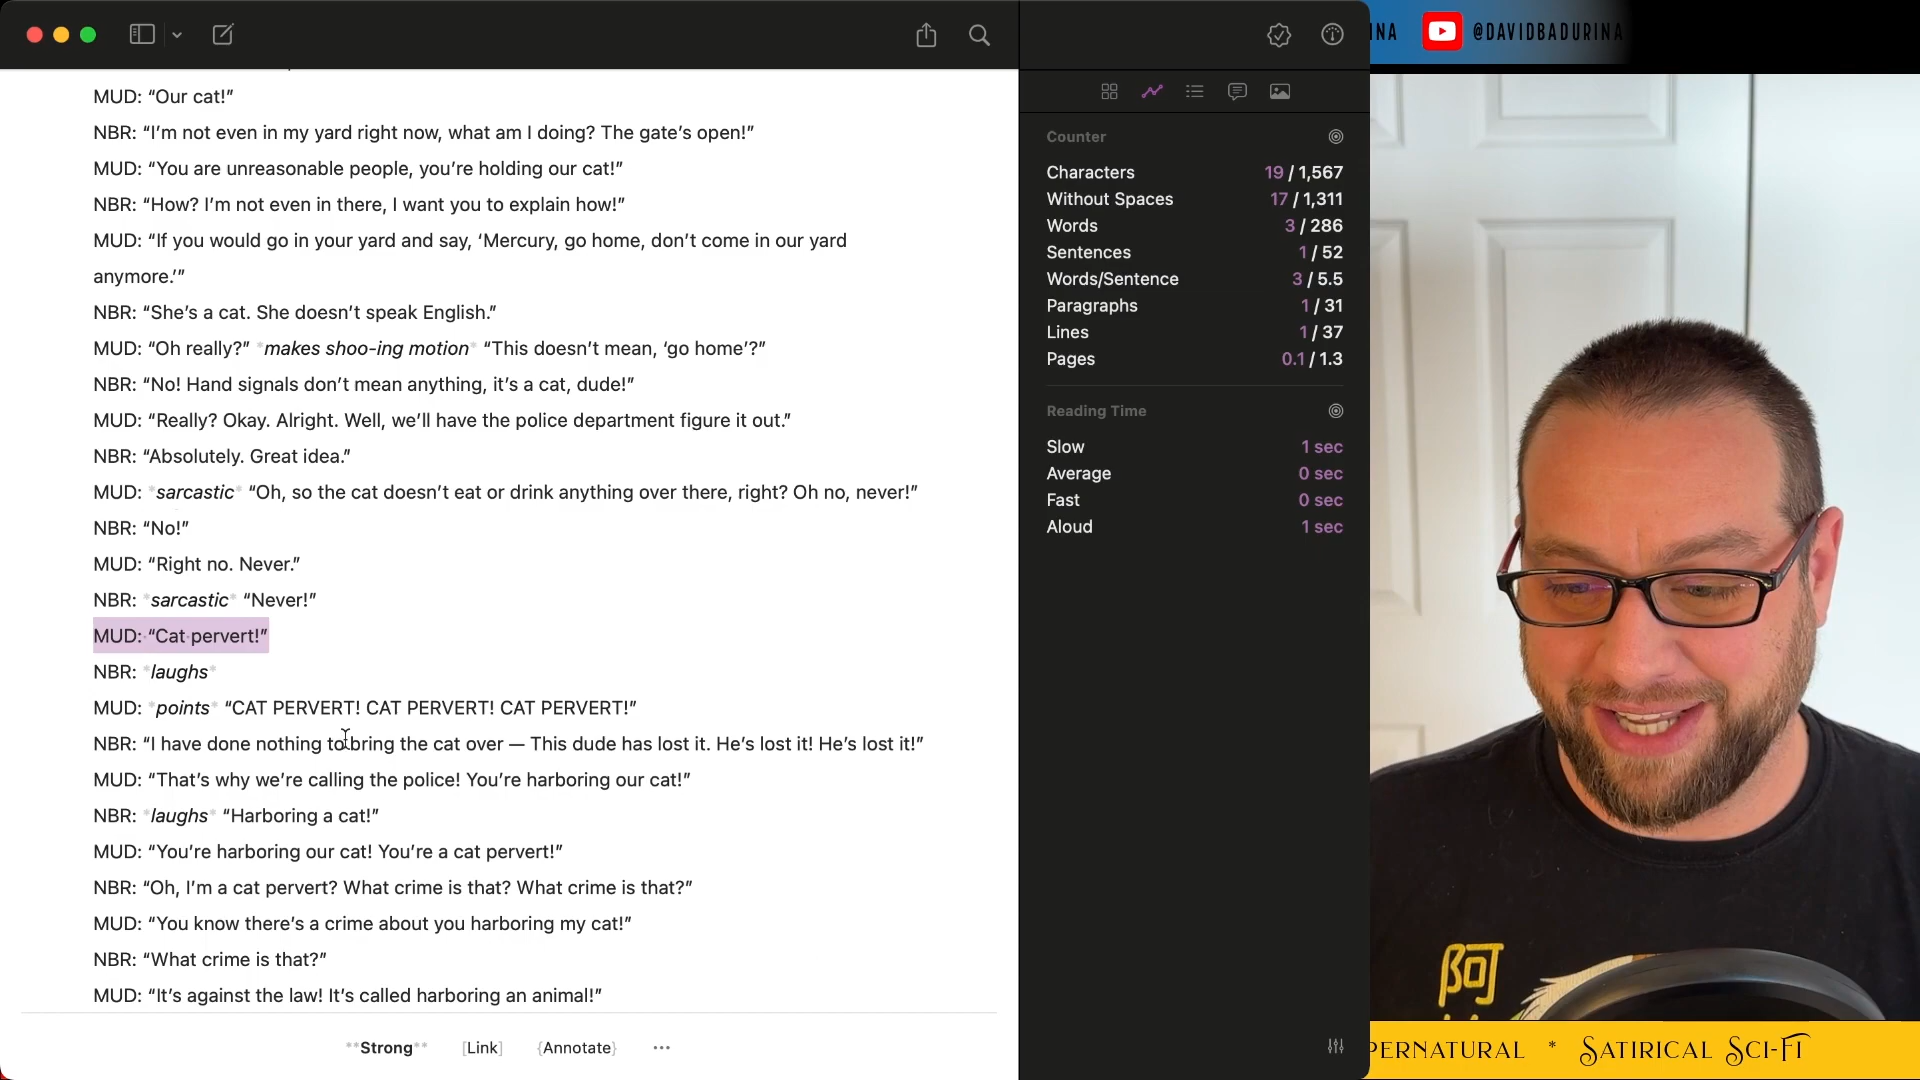 MUD: “Our cat!”
NBR: “I’m not even in my yard right now, what am I doing? The gate’s open!”
MUD: “You are unreasonable people, you’re holding our cat!”
NBR: “How? I’m not even in there, I want you to explain how!”
MUD: “If you would go in your yard and say, ‘Mercury, go home, don’t come in our yard
anymore.’”
NBR: “She’s a cat. She doesn’t speak English.”
MUD: “Oh really?” *makes shoo-ing motion* “This doesn’t mean, ‘go home’?”
NBR: “No! Hand signals don’t mean anything, it’s a cat, dude!”
MUD: “Really? Okay. Alright. Well, we’ll have the police department figure it out.”
NBR: “Absolutely. Great idea.”
MUD: *sarcastic* “Oh, so the cat doesn’t eat or drink anything over there, right? Oh no, never!”
NBR: “No!”
MUD: “Right no. Never.”
NBR: *sarcastic* “Never!”
MUD: “Cat pervert!”
NBR: *laughs*
MUD: *points* “CAT PERVERT! CAT PERVERT! CAT PERVERT!”
NBR: “I have done nothing to bring the cat over — This dude has lost it. He’s lost it! He’s lost it!”
MUD: “That’s why we’re calling the police! You’re harboring our cat!”
NBR: *laughs* “Harboring a cat!”
MUD: “You’re harboring our cat! You’re a cat pervert!”
NBR: “Oh, I’m a cat pervert? What crime is that? What crime is that?”
MUD: “You know there’s a crime about you harboring my cat!”
NBR: “What crime is that?”
MUD: “It’s against the law! It’s called harboring an animal!”
**Strong** [Link] {Annotate} ...
Counter
Characters 19 / 1,567
Without Spaces 17 / 1,311
Words 3 / 286
Sentences 1 / 52
Words/Sentence 3 / 5.5
Paragraphs 1 / 31
Lines 1 / 37
Pages 0.1 / 1.3
Reading Time
Slow 1 sec
Average 0 sec
Fast 0 sec
Aloud 1 sec
INA @DAVIDBADURINA
阿
PERNATURAL * SATIRICAL SCI-FI